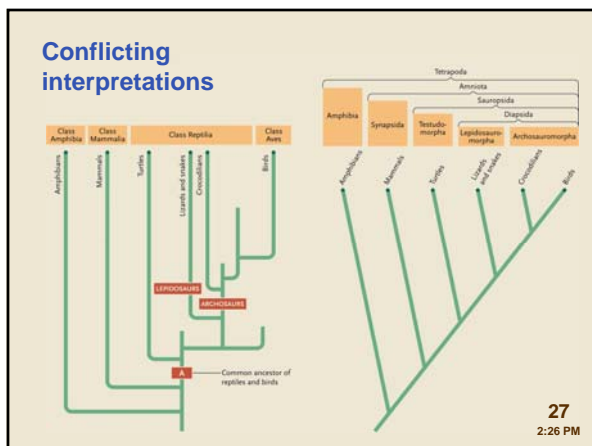 Conflicting
interpretations
Class
Amphibia
Class
Mammalia
Class Reptilia
Class
Aves
Amphibians
Mammals
Turtles
Lizards and snakes
Crocodilians
Birds
LEPIDOSAURS
ARCHOSAURS
A
Common ancestor of
reptiles and birds
Tetrapoda
Amniota
Sauropsida
Diapsida
Amphibia
Synapsida
Testudo-
morpha
Lepidosauro-
morpha
Archosauromorpha
Amphibians
Mammals
Turtles
Lizards
and snakes
Crocodilians
Birds
27
2:26 PM